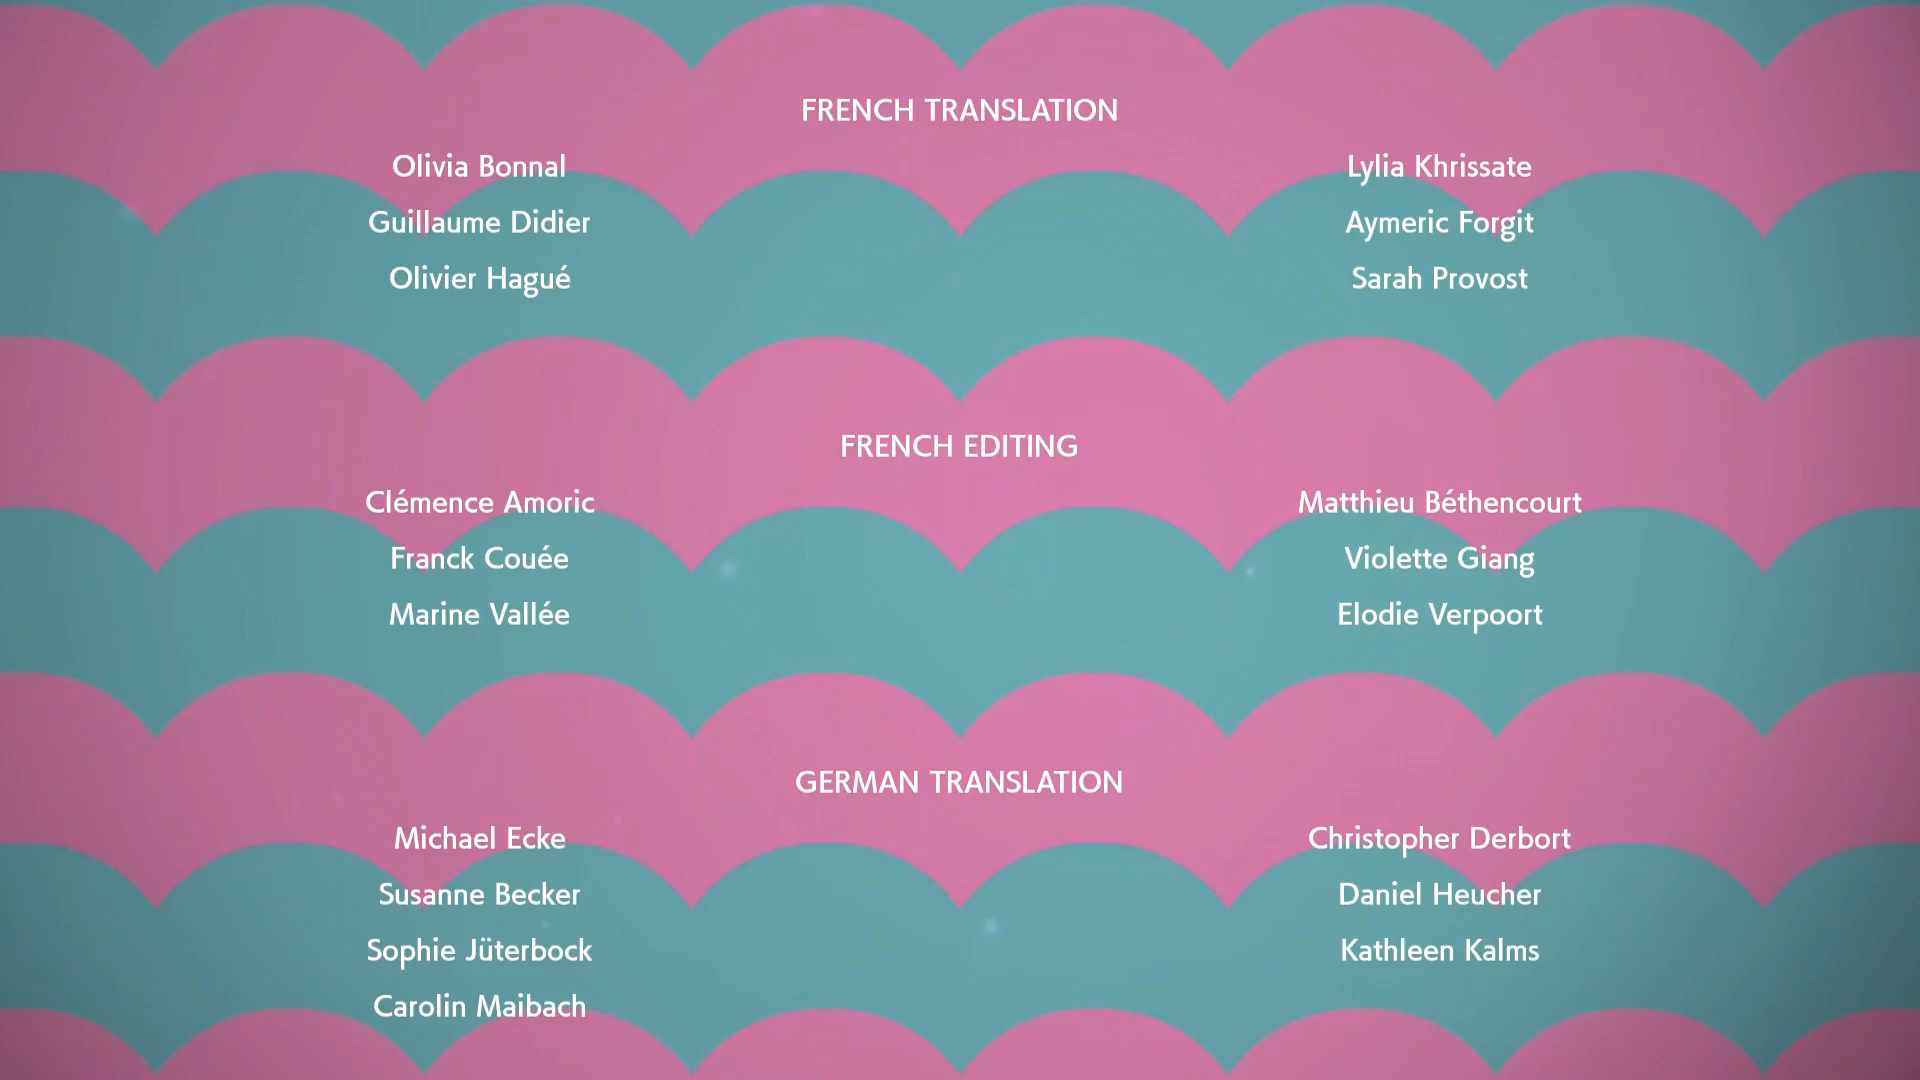 FRENCH TRANSLATION
Olivia Bonnal Lylia Khrissate
Guillaume Didier Aymeric Forgit
Olivier Hagué Sarah Provost
FRENCH EDITING
Clémence Amoric Matthieu Béthencourt
Franck Couée Violette Giang
Marine Vallée Elodie Verpoort
GERMAN TRANSLATION
Michael Ecke Christopher Derbort
Susanne Becker Daniel Heucher
Sophie Jüterbock Kathleen Kalms
Carolin Maibach